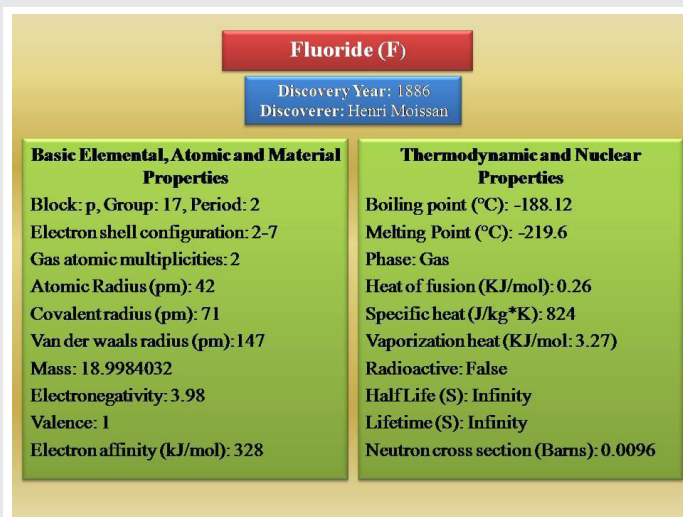 Fluoride (F)
Discovery Year: 1886
Discoverer: Henri Moissan
Basic Elemental, Atomic and Material
Properties
Block: p, Group: 17, Period: 2
Electron shell configuration: 2-7
Gas atomic multiplicities: 2
Atomic Radius (pm): 42
Covalent radius (pm): 71
Van der waals radius (pm): 147
Mass: 18.9984032
Electronegativity: 3.98
Valence: 1
Electron affinity (kJ/mol): 328
Thermodynamic and Nuclear
Properties
Boiling point (°C): -188.12
Melting Point (°C): -219.6
Phase: Gas
Heat of fusion (KJ/mol): 0.26
Specific heat (J/kg*K): 824
Vaporization heat (KJ/mol: 3.27)
Radioactive: False
Half Life (S): Infinity
Lifetime (S): Infinity
Neutron cross section (Barns): 0.0096